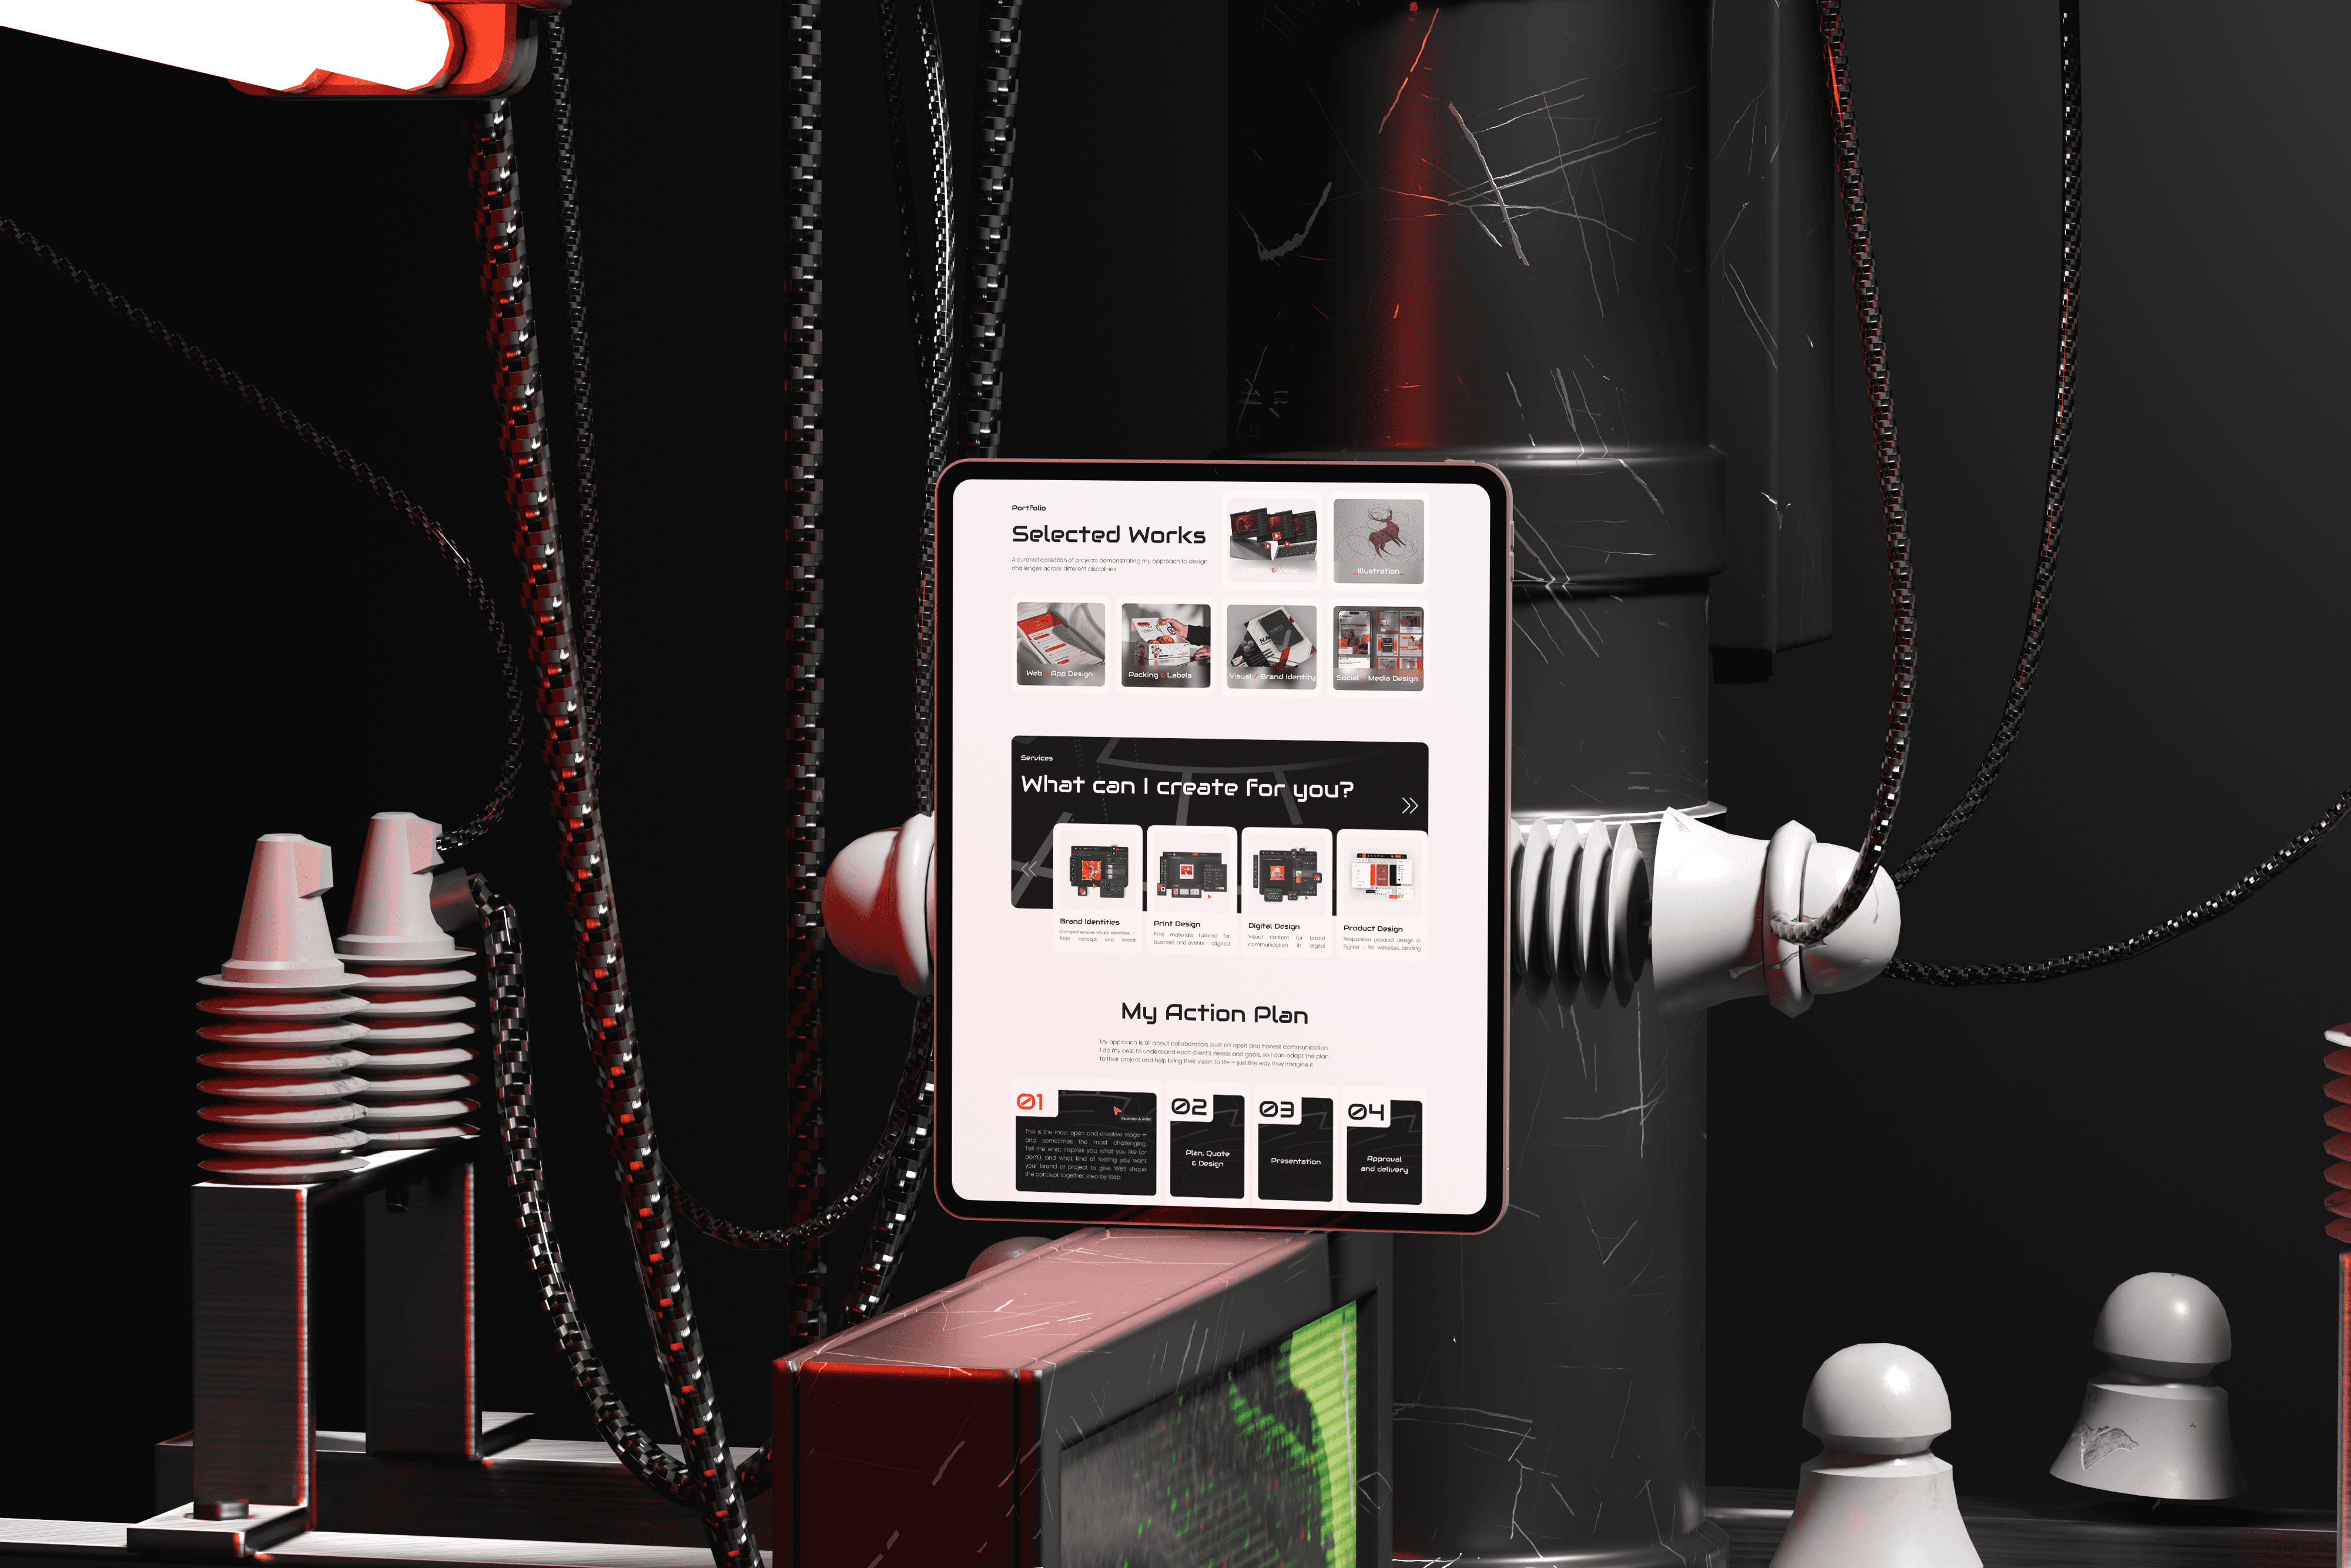 Portfolio
Selected Works
A curated collection of projects demonstrating my approach to design
challenges across different disciplines
& Video
_Illustration_
Web & App Design
Packing & Labels
Visual / Brand Identity
Social Media Design
Services
What can I create for you?
Brand Identities
Comprehensive visual identities —
from concept and brand
Print Design
Print materials tailored for
business and events — aligned
Digital Design
Visual content for brand
communication in digital
Product Design
Responsive product design in
Figma — for websites, landing
My Action Plan
My approach is all about collaboration, built on open and honest communication.
I do my best to understand each client's needs and goals, so I can adapt the plan
to their project and help bring their vision to life — just the way they imagine it.
01
This is the most open and creative stage —
and sometimes the most challenging.
Tell me what inspires you, what you like (or
don't), and what kind of feeling you want
your brand or project to give. We'll shape
the concept together, step by step.
02
Plan, Quote
& Design
03
Presentation
04
Approval
and delivery